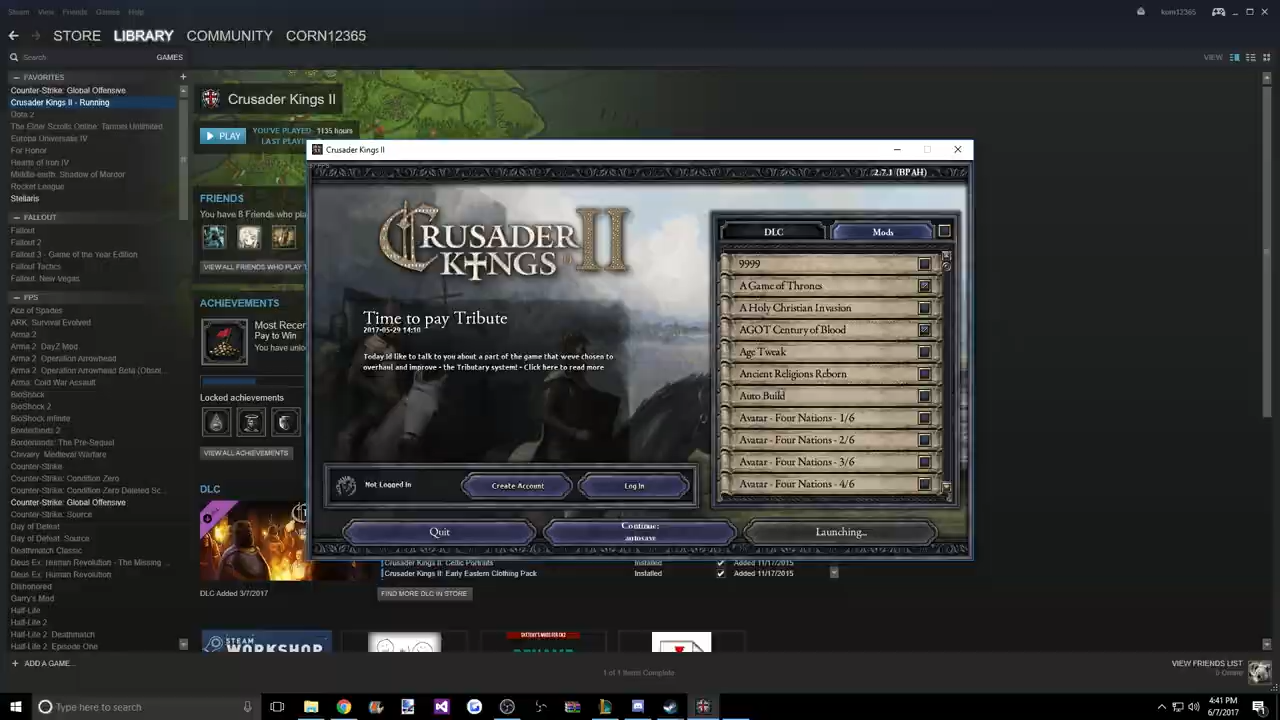 Steam View Friends Games Help
korn12365
STORE LIBRARY COMMUNITY CORN12365
Search GAMES
VIEW
FAVORITES
Counter-Strike: Global Offensive
Crusader Kings II - Running
Dota 2
The Elder Scrolls Online: Tamriel Unlimited
Europa Universalis IV
For Honor
Hearts of Iron IV
Middle-earth: Shadow of Mordor
Rocket League
Stellaris
FALLOUT
Fallout
Fallout 2
Fallout 3 - Game of the Year Edition
Fallout Tactics
Fallout: New Vegas
FPS
Ace of Spades
ARK: Survival Evolved
Arma 2
Arma 2: DayZ Mod
Arma 2: Operation Arrowhead
Arma 2: Operation Arrowhead Beta (Obsol...
Arma: Cold War Assault
BioShock
BioShock 2
BioShock Infinite
Borderlands 2
Borderlands: The Pre-Sequel
Chivalry: Medieval Warfare
Counter-Strike
Counter-Strike: Condition Zero
Counter-Strike: Condition Zero Deleted Sc...
Counter-Strike: Global Offensive
Counter-Strike: Source
Day of Defeat
Day of Defeat: Source
Deathmatch Classic
Deus Ex: Human Revolution - The Missing ...
Deus Ex: Human Revolution
Dishonored
Garry's Mod
Half-Life
Half-Life 2
Half-Life 2: Deathmatch
Half-Life 2: Episode One
ADD A GAME...
Crusader Kings II
PLAY
YOU'VE PLAYED 1135 hours
LAST PLAY
FRIENDS
You have 8 Friends who pla
VIEW ALL FRIENDS WHO PLAY T
ACHIEVEMENTS
Most Recen
Pay to Win
You have unlo
Locked achievements
VIEW ALL ACHIEVEMENTS
DLC
DLC Added 3/7/2017
Crusader Kings II
2.7.1 (BPAH)
CRUSADER KINGS II
Time to pay Tribute
2017-05-29 14:10
Today Id like to talk to you about a part of the game that weve chosen to
overhaul and improve - the Tributary system! - Click here to read more
Not Logged In Create Account Log In
DLC Mods
9999
A Game of Thrones
A Holy Christian Invasion
AGOT Century of Blood
Age Tweak
Ancient Religions Reborn
Auto Build
Avatar - Four Nations - 1/6
Avatar - Four Nations - 2/6
Avatar - Four Nations - 3/6
Avatar - Four Nations - 4/6
Quit
Continue:
autosave
Launching...
Crusader Kings II: Celtic Portraits Installed Added 11/17/2015
Crusader Kings II: Early Eastern Clothing Pack Installed Added 11/17/2015
FIND MORE DLC IN STORE
STEAM
WORKSHOP
1 of 1 Items Complete
VIEW FRIENDS LIST
Type here to search
4:41 PM
6/7/2017